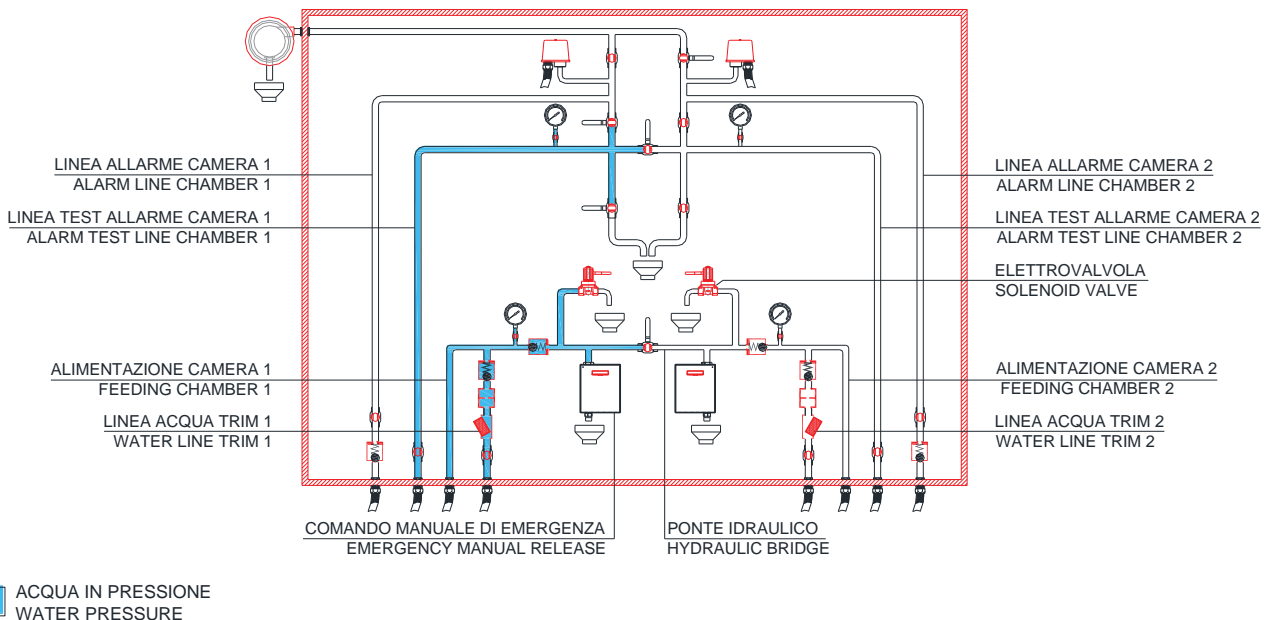 LINEA ALLARME CAMERA 1
ALARM LINE CHAMBER 1
LINEA TEST ALLARME CAMERA 1
ALARM TEST LINE CHAMBER 1
ALIMENTAZIONE CAMERA 1
FEEDING CHAMBER 1
LINEA ACQUA TRIM 1
WATER LINE TRIM 1
LINEA ALLARME CAMERA 2
ALARM LINE CHAMBER 2
LINEA TEST ALLARME CAMERA 2
ALARM TEST LINE CHAMBER 2
ELETTROVALVOLA
SOLENOID VALVE
ALIMENTAZIONE CAMERA 2
FEEDING CHAMBER 2
LINEA ACQUA TRIM 2
WATER LINE TRIM 2
COMANDO MANUALE DI EMERGENZA
EMERGENCY MANUAL RELEASE
PONTE IDRAULICO
HYDRAULIC BRIDGE
ACQUA IN PRESSIONE
WATER PRESSURE